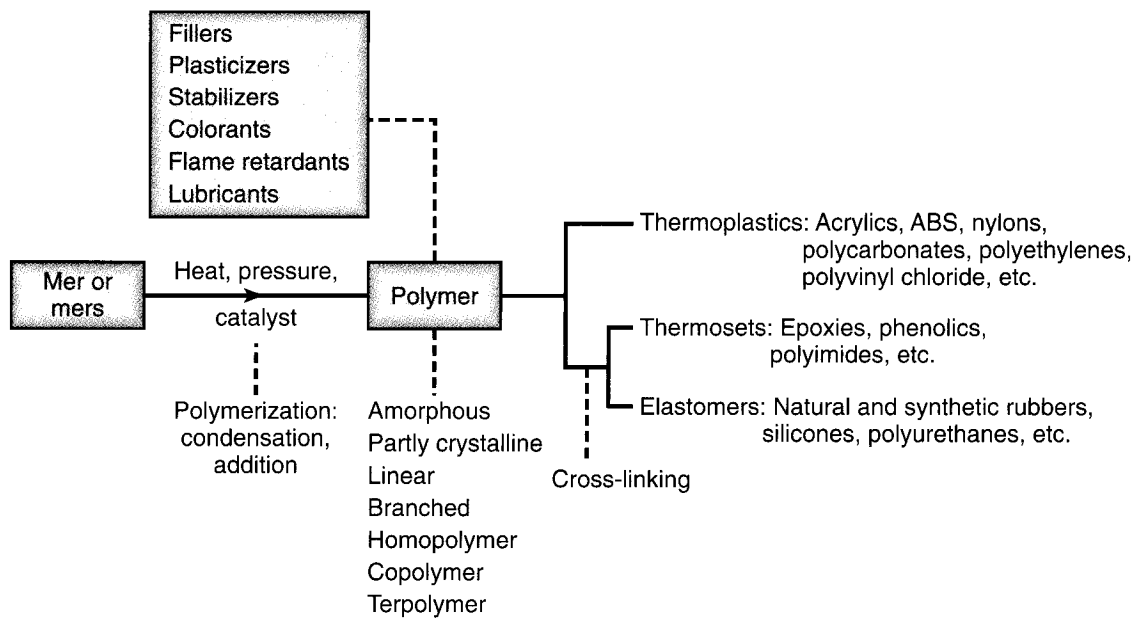 Fillers
Plasticizers
Stabilizers
Colorants
Flame retardants
Lubricants
Mer or
mers
Heat, pressure,
catalyst
Polymerization:
condensation,
addition
Polymer
Amorphous
Partly crystalline
Linear
Branched
Homopolymer
Copolymer
Terpolymer
Thermoplastics: Acrylics, ABS, nylons,
polycarbonates, polyethylenes,
polyvinyl chloride, etc.
Thermosets: Epoxies, phenolics,
polyimides, etc.
Elastomers: Natural and synthetic rubbers,
silicones, polyurethanes, etc.
Cross-linking